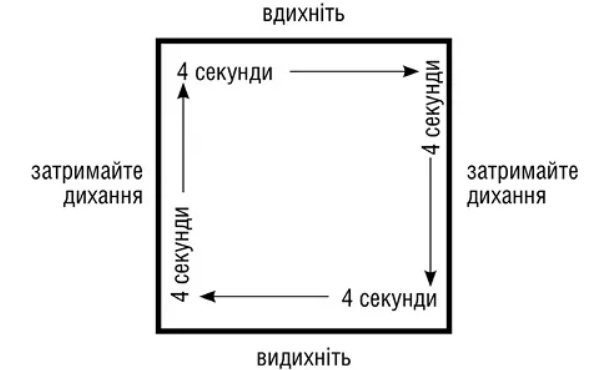 вдихніть
4 секунди
4 секунди
затримайте
дихання
затримайте
дихання
4 секунди
4 секунди
видихніть